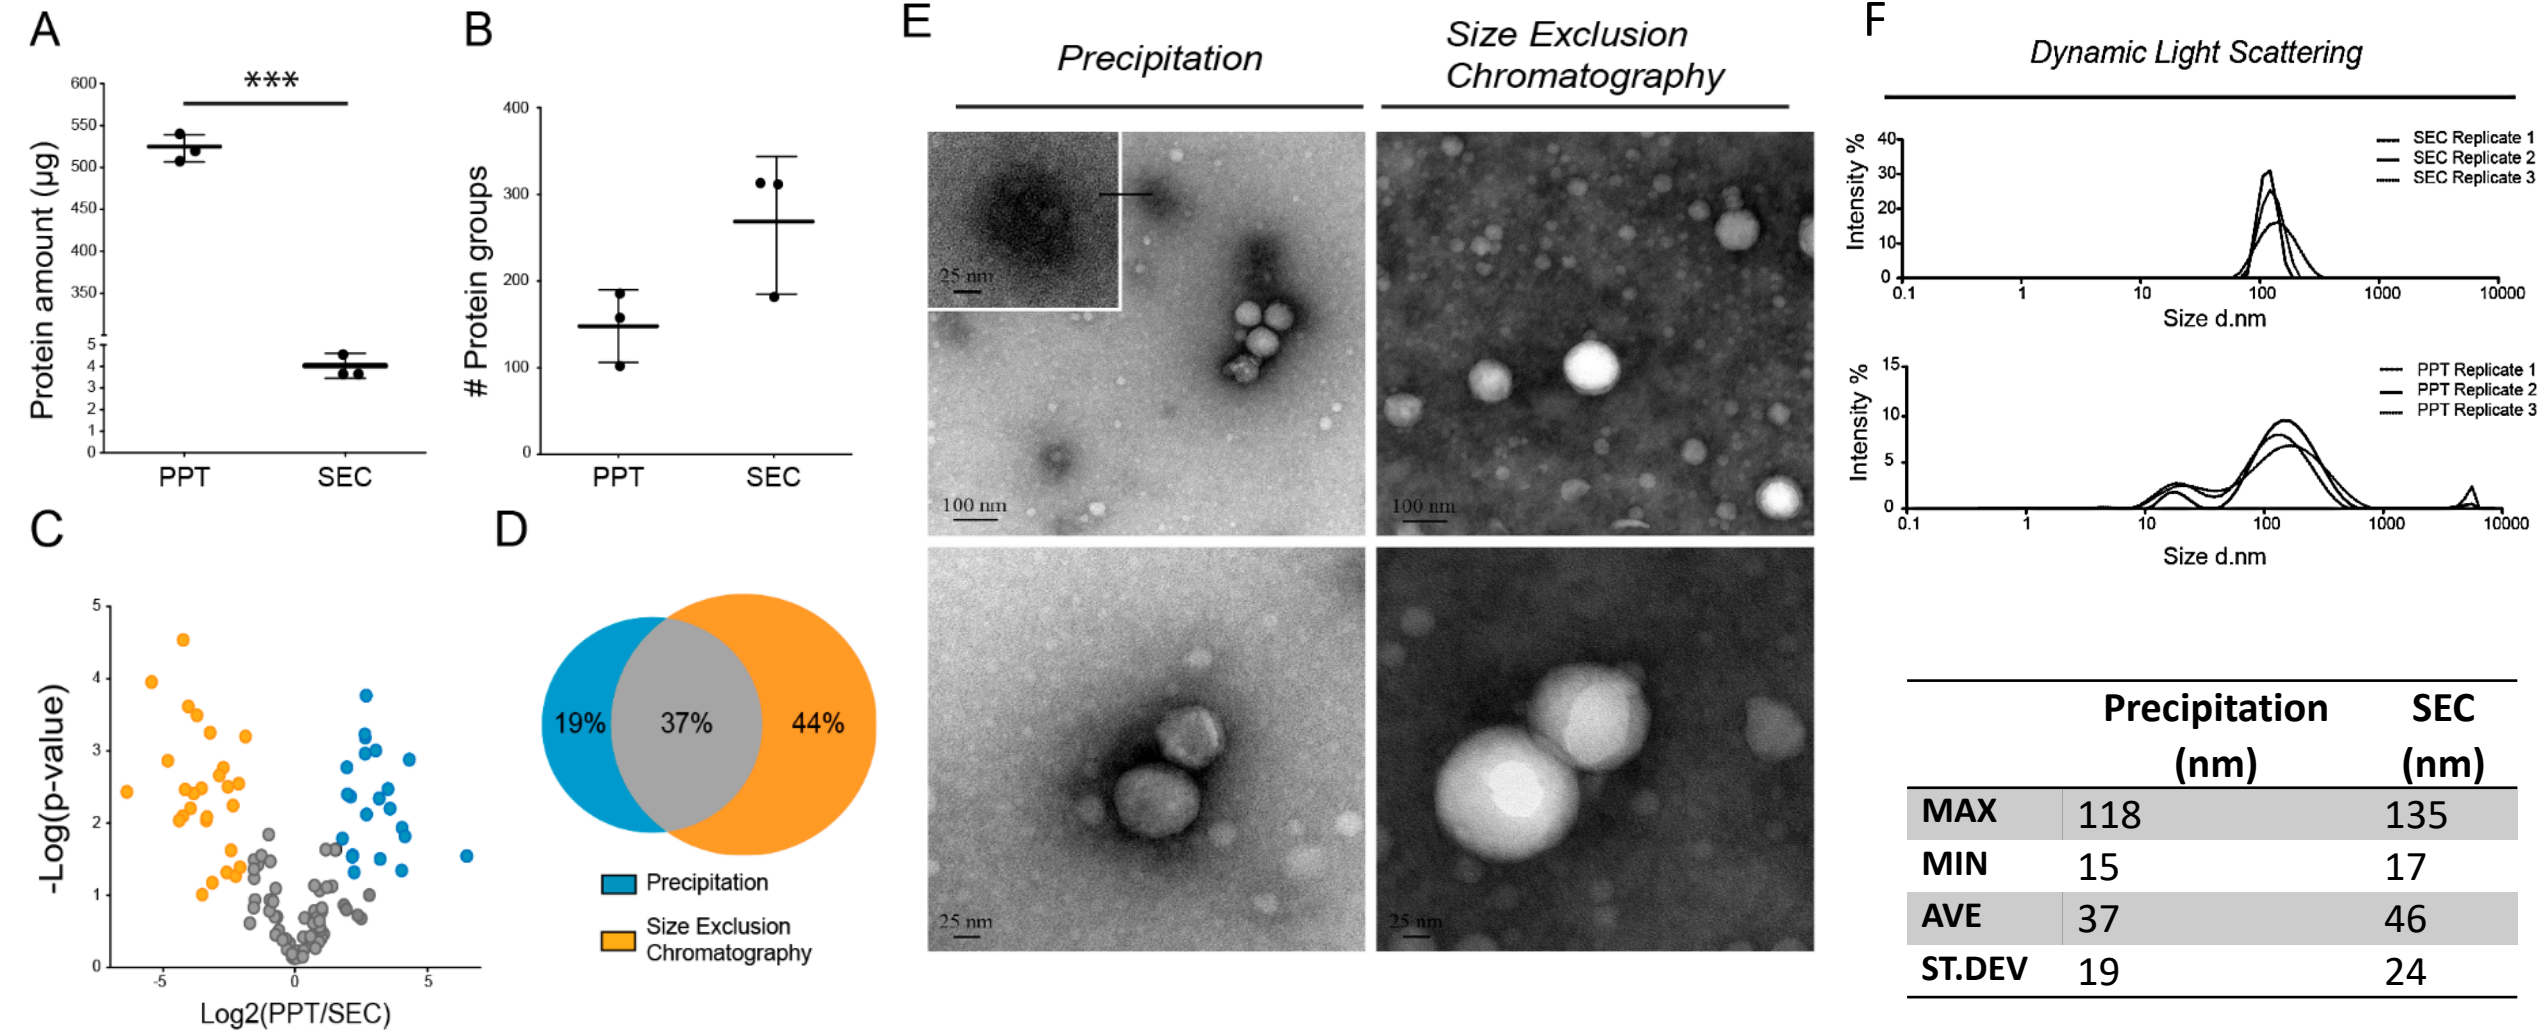 A
***
600
550
500
450
400
350
5
4
3
2
1
0
Protein amount (µg)
PPT
SEC
B
400
300
200
100
0
# Protein groups
PPT
SEC
C
5
4
3
2
1
0
-Log(p-value)
-5
0
5
Log2(PPT/SEC)
D
19%
37%
44%
Precipitation
Size Exclusion
Chromatography
E
Precipitation
Size Exclusion
Chromatography
25 nm
100 nm
100 nm
25 nm
25 nm
F
Dynamic Light Scattering
40
30
20
10
0
Intensity %
SEC Replicate 1
SEC Replicate 2
SEC Replicate 3
0.1
1
10
100
1000
10000
Size d.nm
15
10
5
0
Intensity %
PPT Replicate 1
PPT Replicate 2
PPT Replicate 3
0.1
1
10
100
1000
10000
Size d.nm
Precipitation SEC
(nm) (nm)
MAX 118 135
MIN 15 17
AVE 37 46
ST.DEV 19 24